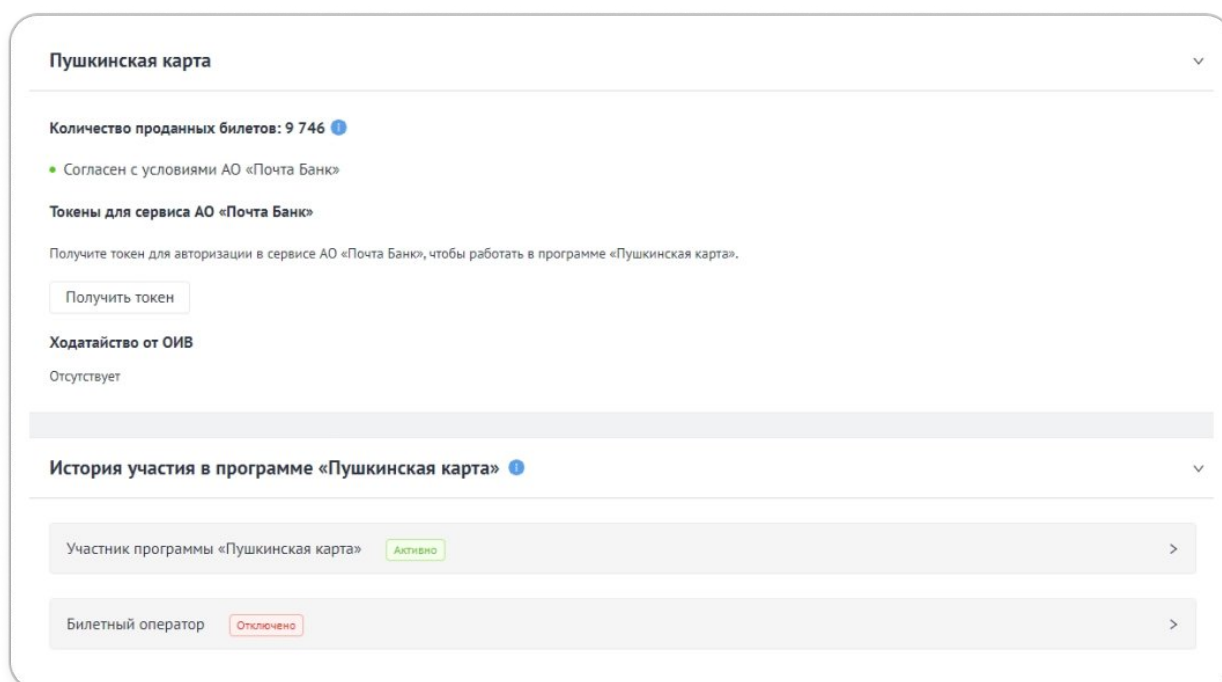 Пушкинская карта
Количество проданных билетов: 9 746
Согласен с условиями АО «Почта Банк»
Токены для сервиса АО «Почта Банк»
Получите токен для авторизации в сервисе АО «Почта Банк», чтобы работать в программе «Пушкинская карта».
Получить токен
Ходатайство от ОИВ
Отсутствует
История участия в программе «Пушкинская карта»
Участник программы «Пушкинская карта» Активно
Билетный оператор Отключено